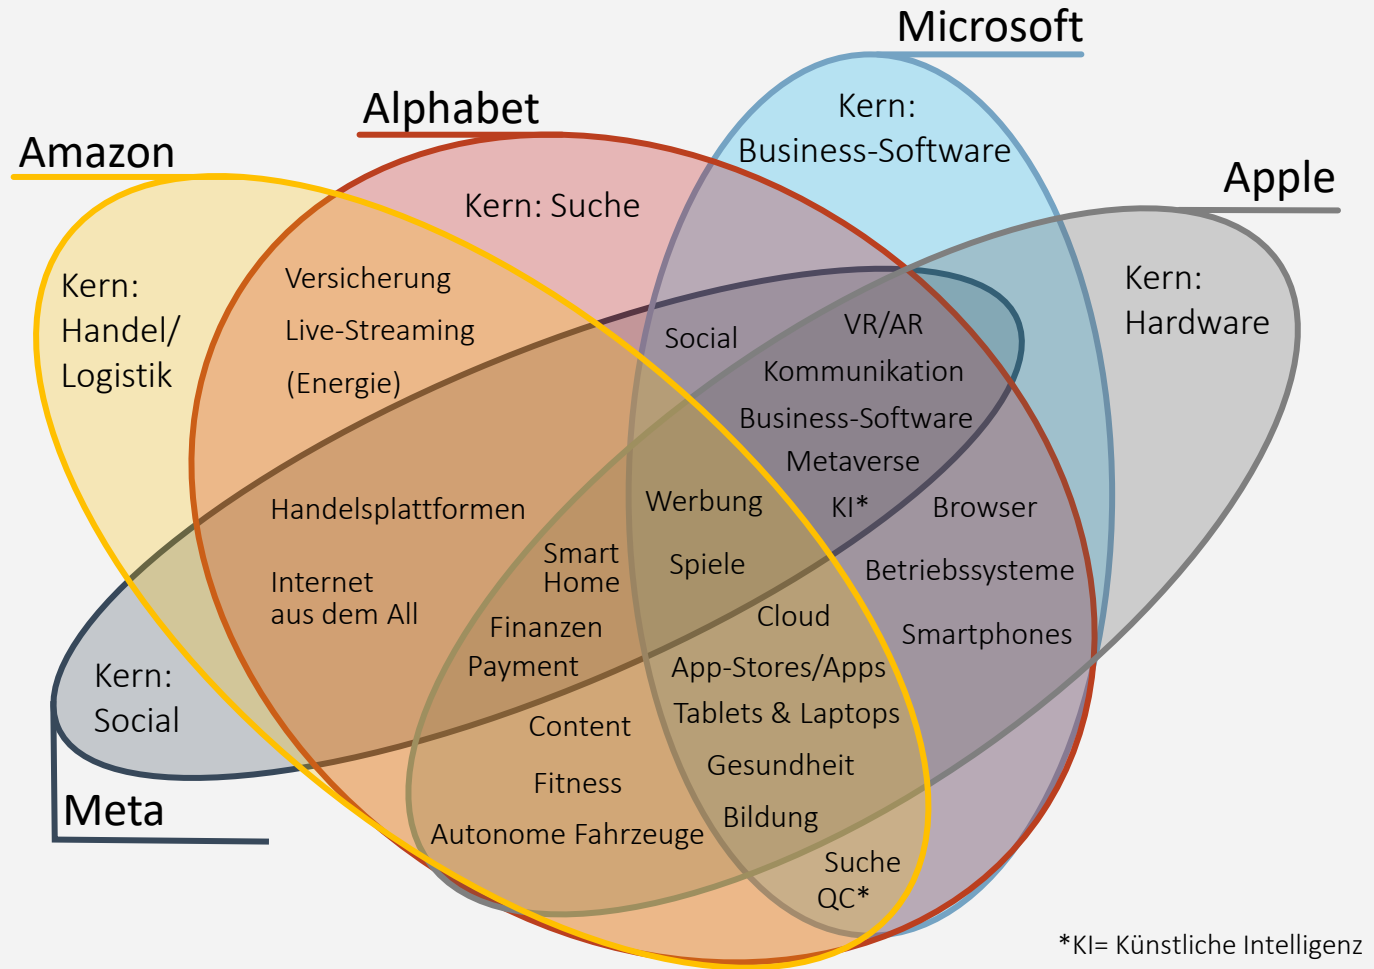 Microsoft
Kern:
Business-Software
Alphabet
Kern: Suche
Amazon
Kern:
Handel/
Logistik
Apple
Kern:
Hardware
Versicherung
Live-Streaming
(Energie)
Social
VR/AR
Kommunikation
Business-Software
Metaverse
KI*
Werbung
Spiele
Browser
Betriebssysteme
Smartphones
Handelsplattformen
Internet
aus dem All
Smart
Home
Finanzen
Payment
Cloud
App-Stores/Apps
Tablets & Laptops
Gesundheit
Bildung
Content
Fitness
Autonome Fahrzeuge
Suche
QC*
Kern:
Social
Meta
*KI= Künstliche Intelligenz